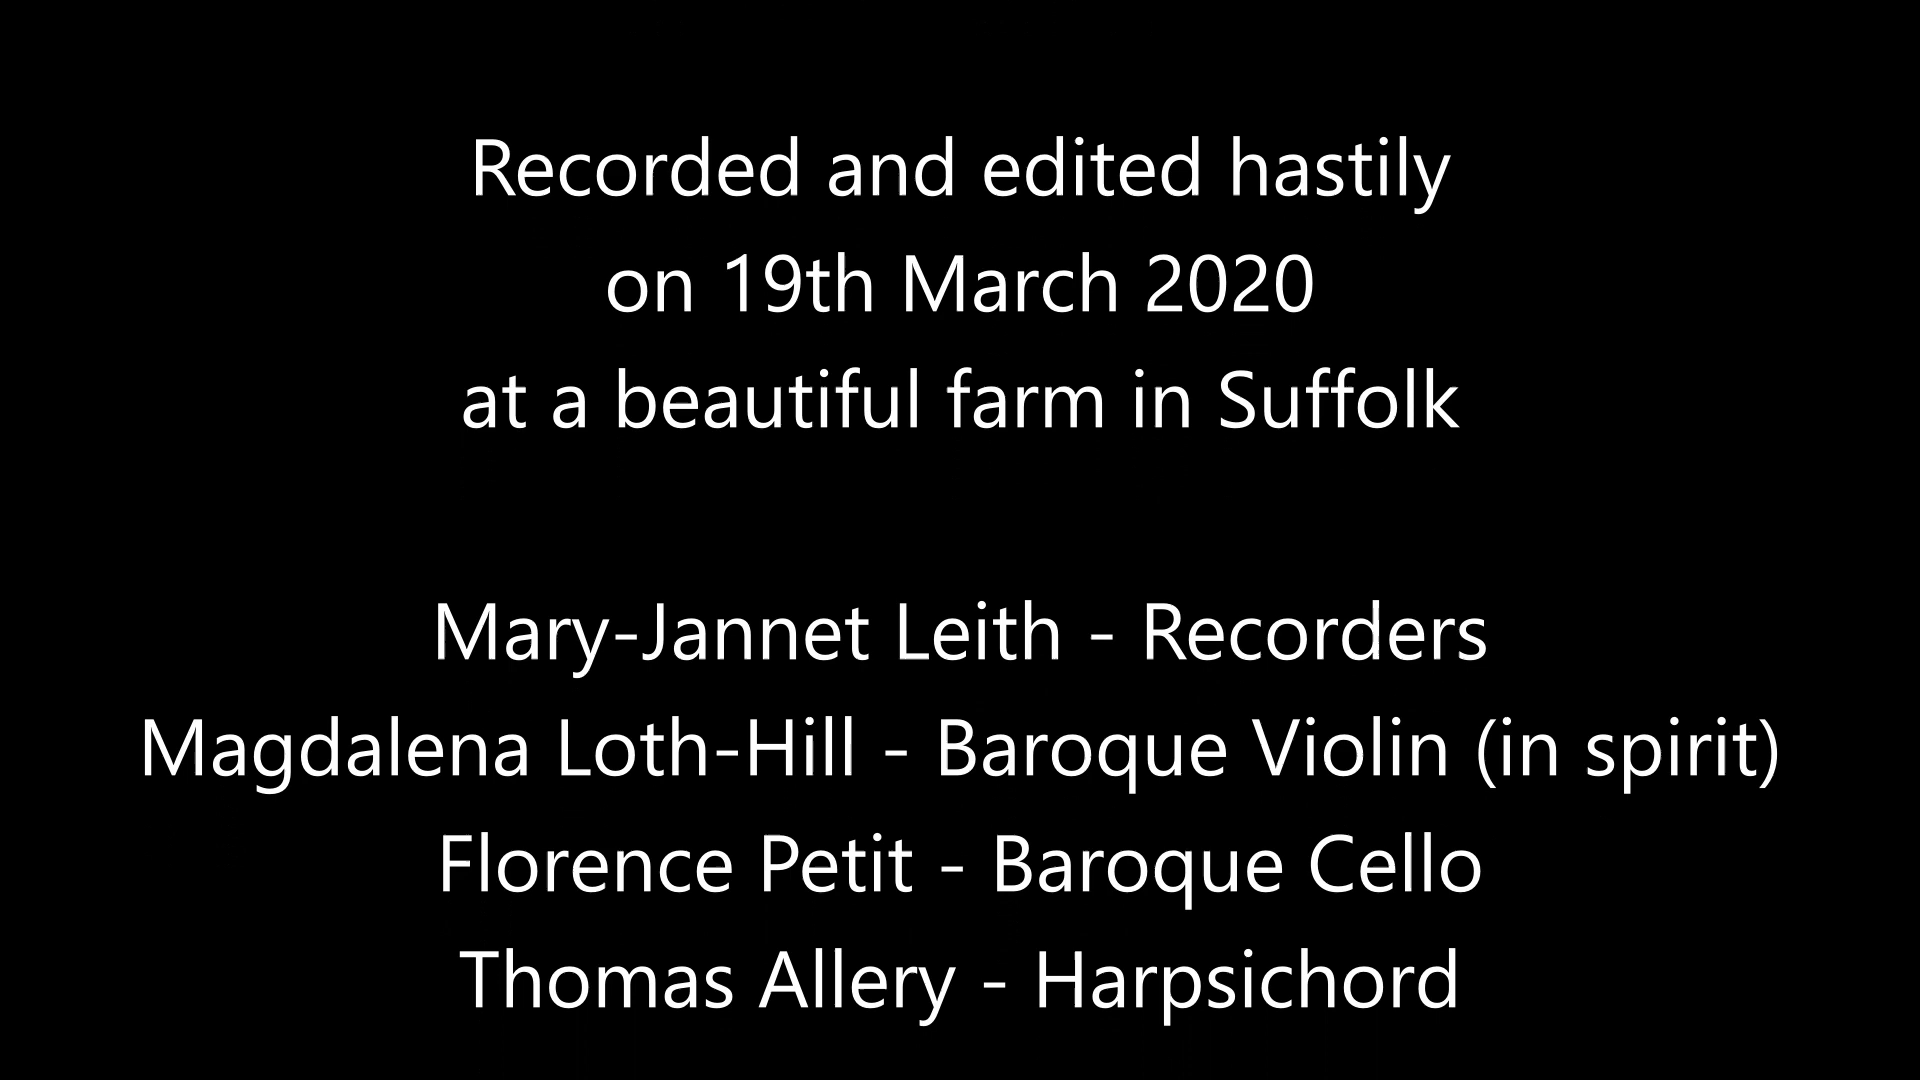 Recorded and edited hastily
on 19th March 2020
at a beautiful farm in Suffolk
Mary-Jannet Leith - Recorders
Magdalena Loth-Hill - Baroque Violin (in spirit)
Florence Petit - Baroque Cello
Thomas Allery - Harpsichord